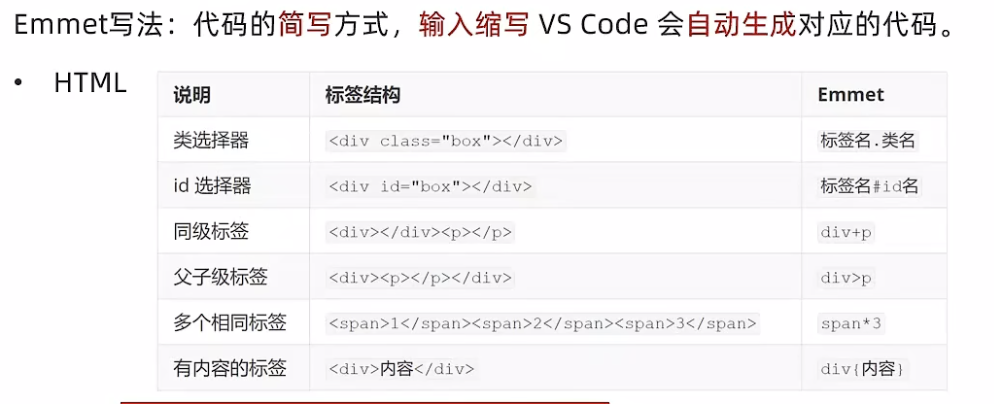 Emmet写法：代码的简写方式，输入缩写 VS Code 会自动生成对应的代码。
• HTML
说明 标签结构 Emmet
类选择器 <div class="box"></div> 标签名.类名
id 选择器 <div id="box"></div> 标签名#id名
同级标签 <div></div><p></p> div+p
父子级标签 <div><p></p></div> div>p
多个相同标签 <span>1</span><span>2</span><span>3</span> span*3
有内容的标签 <div>内容</div> div{内容}